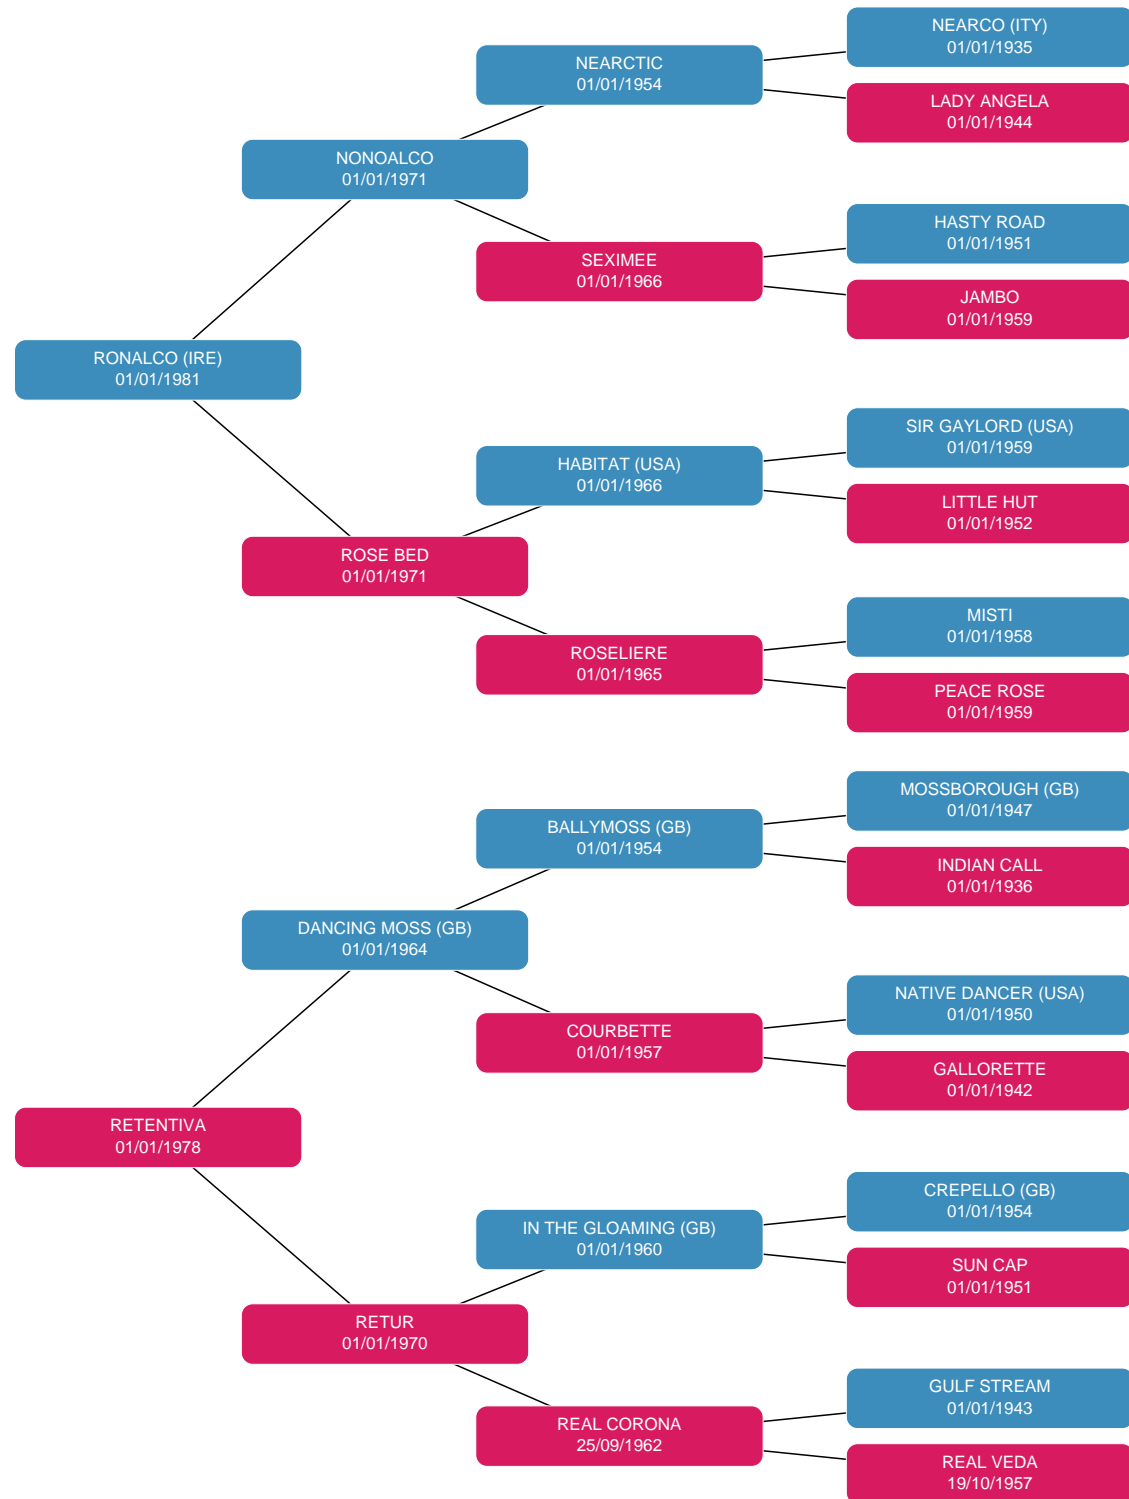 NEARCO (ITY)
01/01/1935
NEARCTIC
01/01/1954
LADY ANGELA
01/01/1944
NONOALCO
01/01/1971
HASTY ROAD
01/01/1951
SEXIMEE
01/01/1966
JAMBO
01/01/1959
RONALCO (IRE)
01/01/1981
SIR GAYLORD (USA)
01/01/1959
HABITAT (USA)
01/01/1966
LITTLE HUT
01/01/1952
ROSE BED
01/01/1971
MISTI
01/01/1958
ROSELIERE
01/01/1965
PEACE ROSE
01/01/1959
MOSSBOROUGH (GB)
01/01/1947
BALLYMOSS (GB)
01/01/1954
INDIAN CALL
01/01/1936
DANCING MOSS (GB)
01/01/1964
NATIVE DANCER (USA)
01/01/1950
COURBETTE
01/01/1957
GALLORETTE
01/01/1942
RETENTIVA
01/01/1978
CREPELLO (GB)
01/01/1954
IN THE GLOAMING (GB)
01/01/1960
SUN CAP
01/01/1951
RETUR
01/01/1970
GULF STREAM
01/01/1943
REAL CORONA
25/09/1962
REAL VEDA
19/10/1957